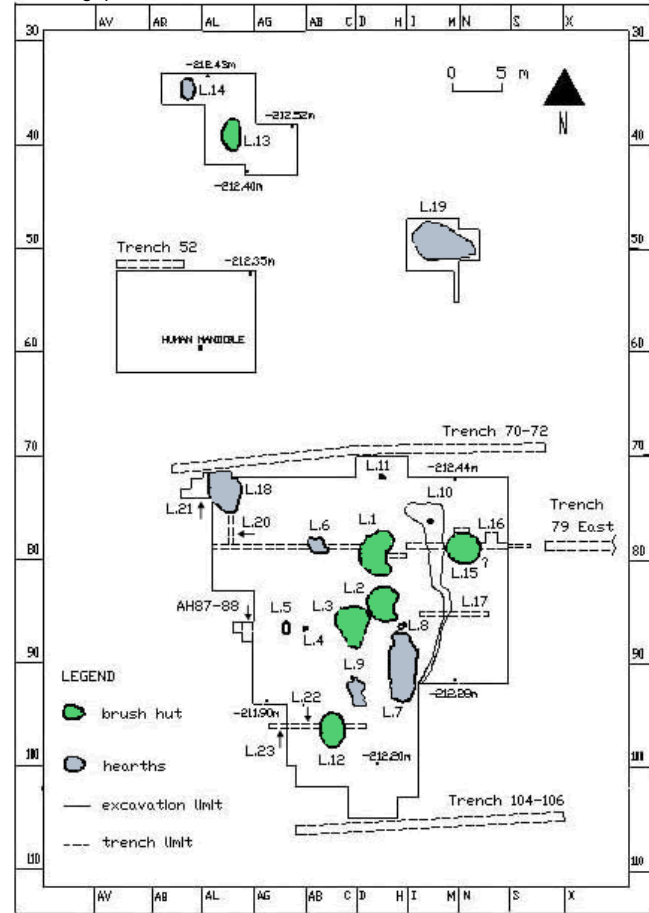 AV AR AL AG AB C D H I M N S X
30 30
-212.43m
L.14
0 5 m
-212.52m
40 L.13 N 40
-212.40m
L.19
50 Trench 52 50
-212.35m
HUMAN MANDIBLE
60 60
70 Trench 70-72 70
L.11 -212.44m
L.18 L.10
L.21 L.20 L.6 L.1 L.16 Trench
79 East
80 L.15 ? 80
L.2
AH87-88 L.5 L.3 L.17
L.4 L.8
90 L.9 90
LEGEND
L.22 L.7 -212.29m
brush hut -211.90m
L.23 L.12 -212.20m
100 100
hearths
excavation limit Trench 104-106
trench limit
110 110
AV AR AL AG AB C D H I M N S X